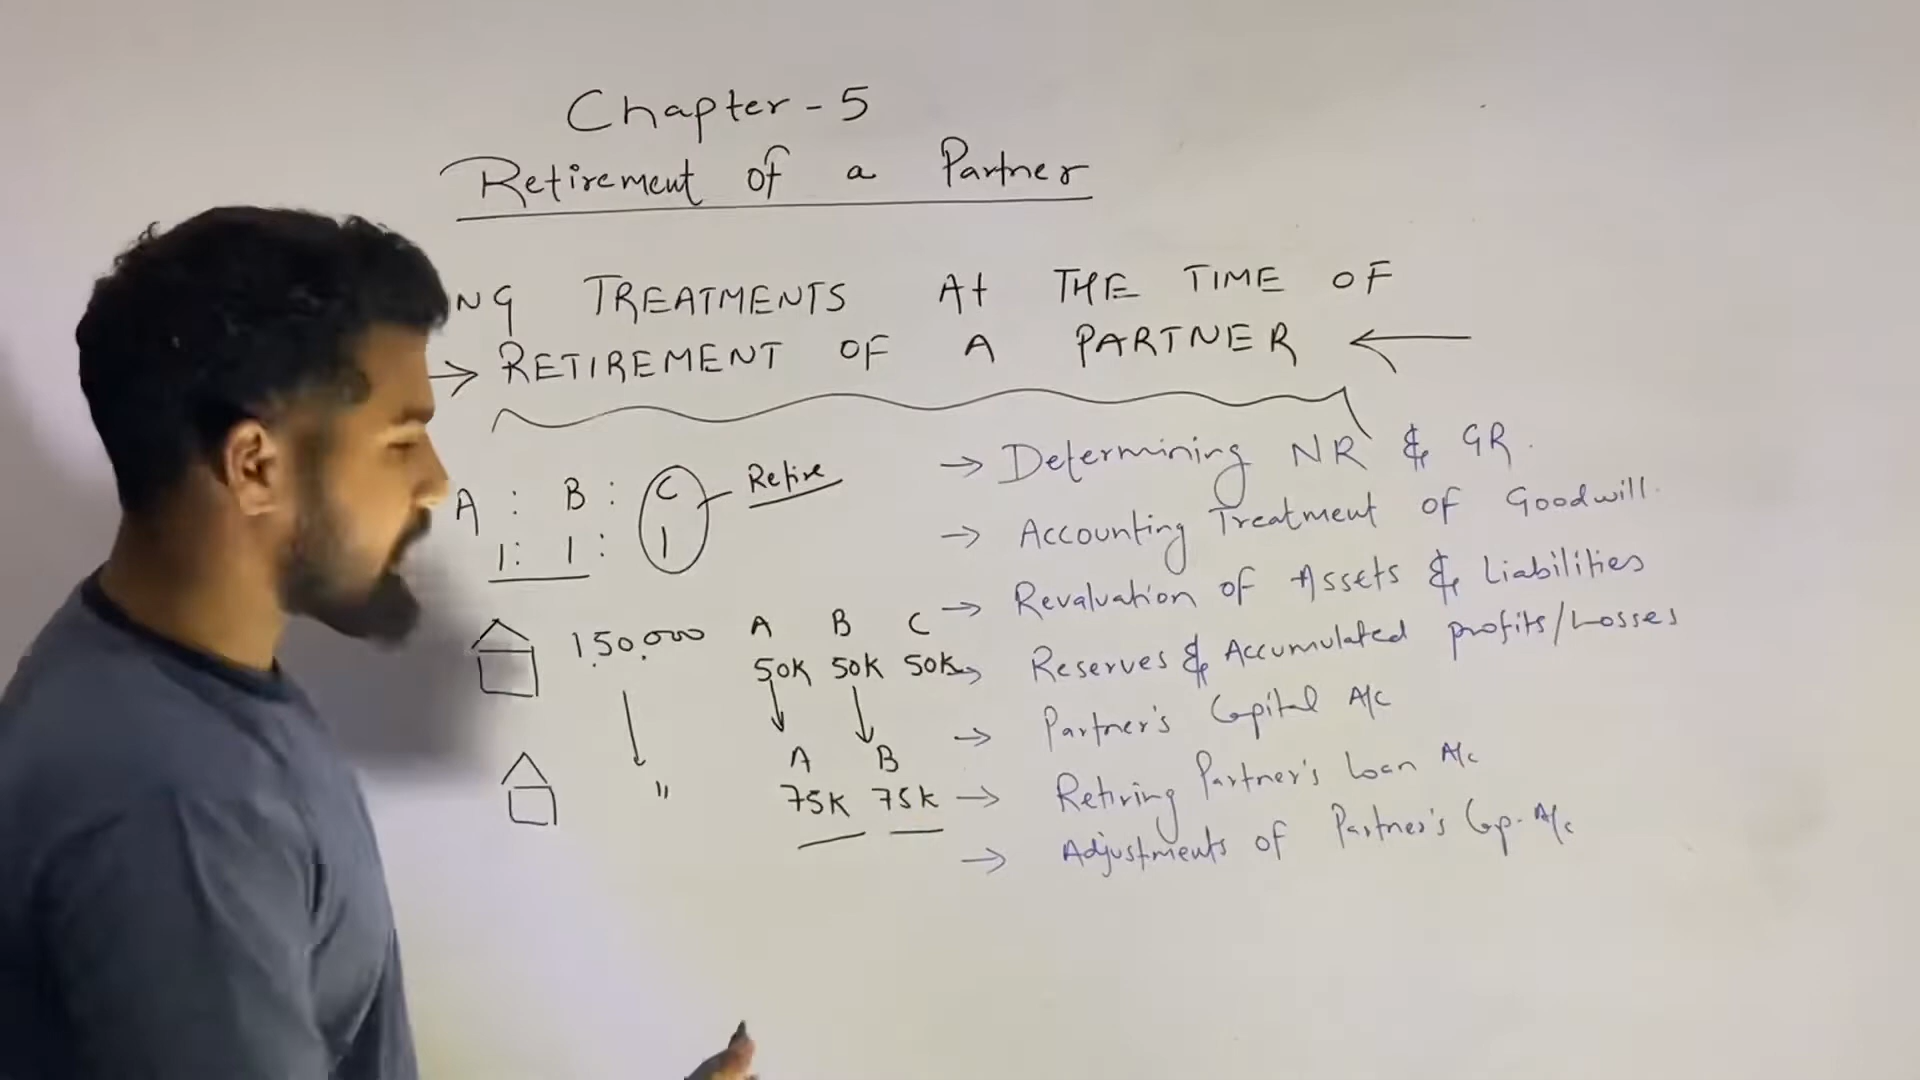 Chapter - 5
Retirement of a Partner
NG TREATMENTS At THE TIME OF
→ RETIREMENT OF A PARTNER ←
A : B : C Retire
1 : 1 : 1
1,50,000 A B C
50K 50K 50K
" A B
75K 75K
→ Determining NR & GR.
→ Accounting Treatment of Goodwill.
→ Revaluation of Assets & Liabilities
→ Reserves & Accumulated profits/Losses
→ Partner's Capital A/c
→ Retiring Partner's Loan A/c
→ Adjustments of Partner's Cap. A/c